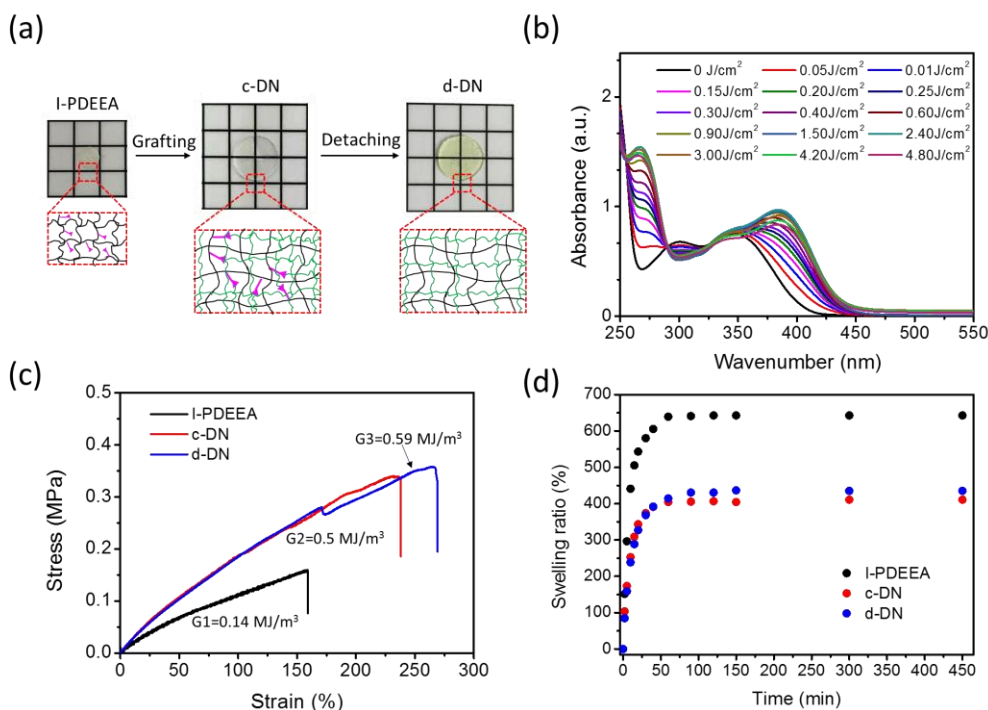 (a)
I-PDEEA
Grafting
c-DN
Detaching
d-DN
(b)
Absorbance (a.u.)
2
1
0
0 J/cm² 0.05J/cm² 0.01J/cm²
0.15J/cm² 0.20J/cm² 0.25J/cm²
0.30J/cm² 0.40J/cm² 0.60J/cm²
0.90J/cm² 1.50J/cm² 2.40J/cm²
3.00J/cm² 4.20J/cm² 4.80J/cm²
250 300 350 400 450 500 550
Wavenumber (nm)
(c)
Stress (MPa)
0.5
0.4
0.3
0.2
0.1
0.0
I-PDEEA
c-DN
d-DN
G3=0.59 MJ/m³
G2=0.5 MJ/m³
G1=0.14 MJ/m³
0 50 100 150 200 250 300
Strain (%)
(d)
Swelling ratio (%)
700
600
500
400
300
200
100
0
I-PDEEA
c-DN
d-DN
0 50 100 150 200 250 300 350 400 450
Time (min)